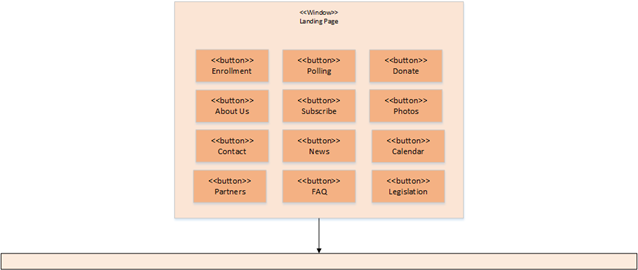 <<Window>>
Landing Page
<<button>> <<button>> <<button>>
Enrollment Polling Donate
<<button>> <<button>> <<button>>
About Us Subscribe Photos
<<button>> <<button>> <<button>>
Contact News Calendar
<<button>> <<button>> <<button>>
Partners FAQ Legislation